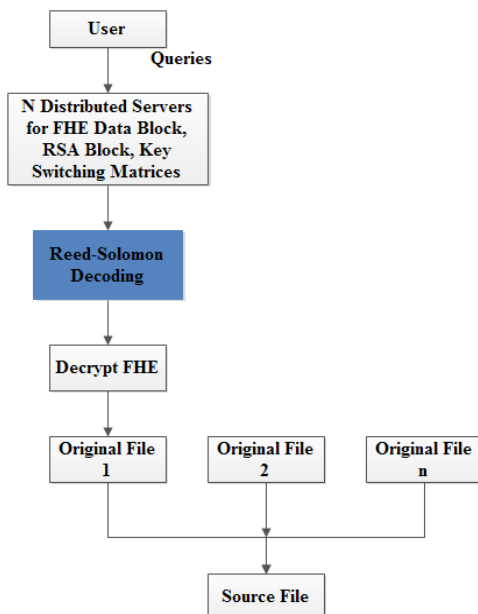 User
Queries
N Distributed Servers
for FHE Data Block,
RSA Block, Key
Switching Matrices
Reed-Solomon
Decoding
Decrypt FHE
Original File
1
Original File
2
Original File
n
Source File